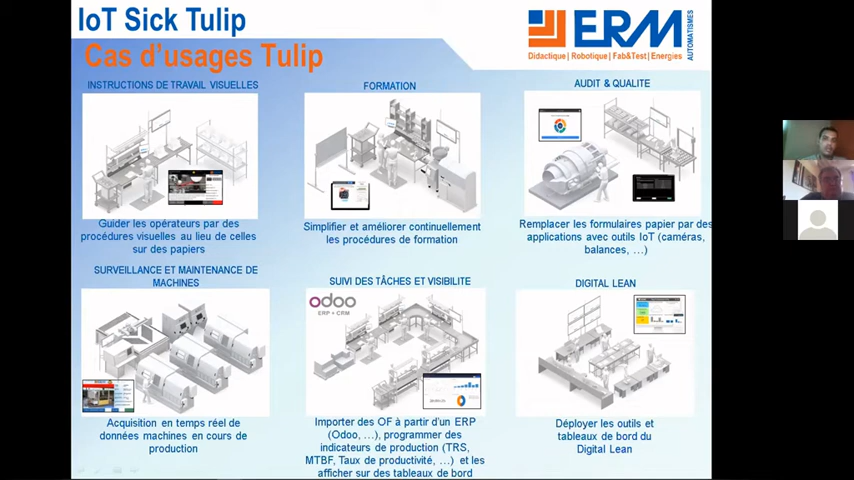 IoT Sick Tulip
Cas d'usages Tulip
ERM
AUTOMATISMES
Didactique | Robotique | Fab&Test | Energies
INSTRUCTIONS DE TRAVAIL VISUELLES
Guider les opérateurs par des
procédures visuelles au lieu de celles
sur des papiers
FORMATION
Simplifier et améliorer continuellement
les procédures de formation
AUDIT & QUALITE
Remplacer les formulaires papier par des
applications avec outils IoT (caméras,
balances, …)
SURVEILLANCE ET MAINTENANCE DE
MACHINES
Acquisition en temps réel de
données machines en cours de
production
SUIVI DES TÂCHES ET VISIBILITE
odoo
ERP + CRM
Importer des OF à partir d'un ERP
(Odoo, …), programmer des
indicateurs de production (TRS,
MTBF, Taux de productivité, …) et les
afficher sur des tableaux de bord
DIGITAL LEAN
Déployer les outils et
tableaux de bord du
Digital Lean